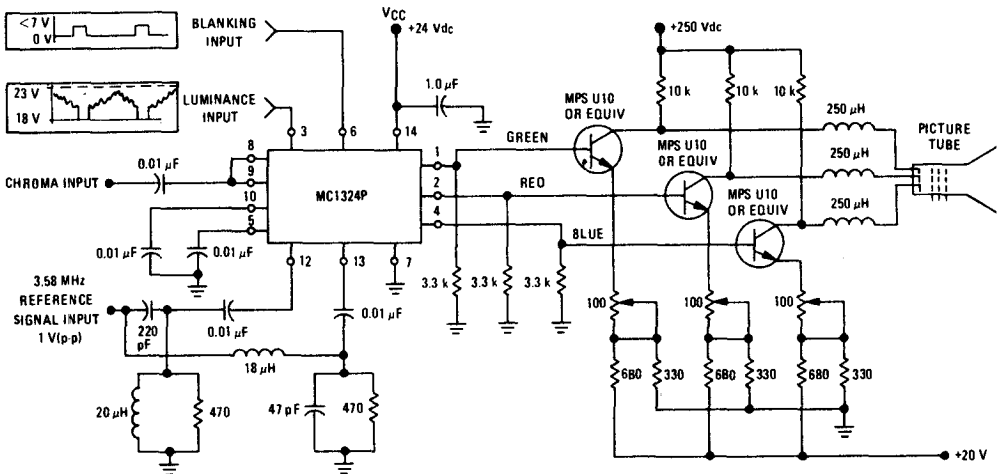 <7 V
0 V
BLANKING
INPUT
VCC
+24 Vdc
+250 Vdc
23 V
18 V
LUMINANCE
INPUT
1.0 µF
10 k
10 k
10 k
MPS U10
OR EQUIV
GREEN
250 µH
PICTURE
TUBE
3
6
14
8
9
10
5
0.01 µF
CHROMA INPUT
MC1324P
1
2
4
RED
MPS U10
OR EQUIV
250 µH
MPS U10
OR EQUIV
250 µH
BLUE
0.01 µF
0.01 µF
12
13
7
3.3 k
3.3 k
3.3 k
3.58 MHz
REFERENCE
SIGNAL INPUT
1 V(p-p)
220
pF
0.01 µF
0.01 µF
100
100
100
18 µH
20 µH
470
47 pF
470
680
330
680
330
680
330
+20 V